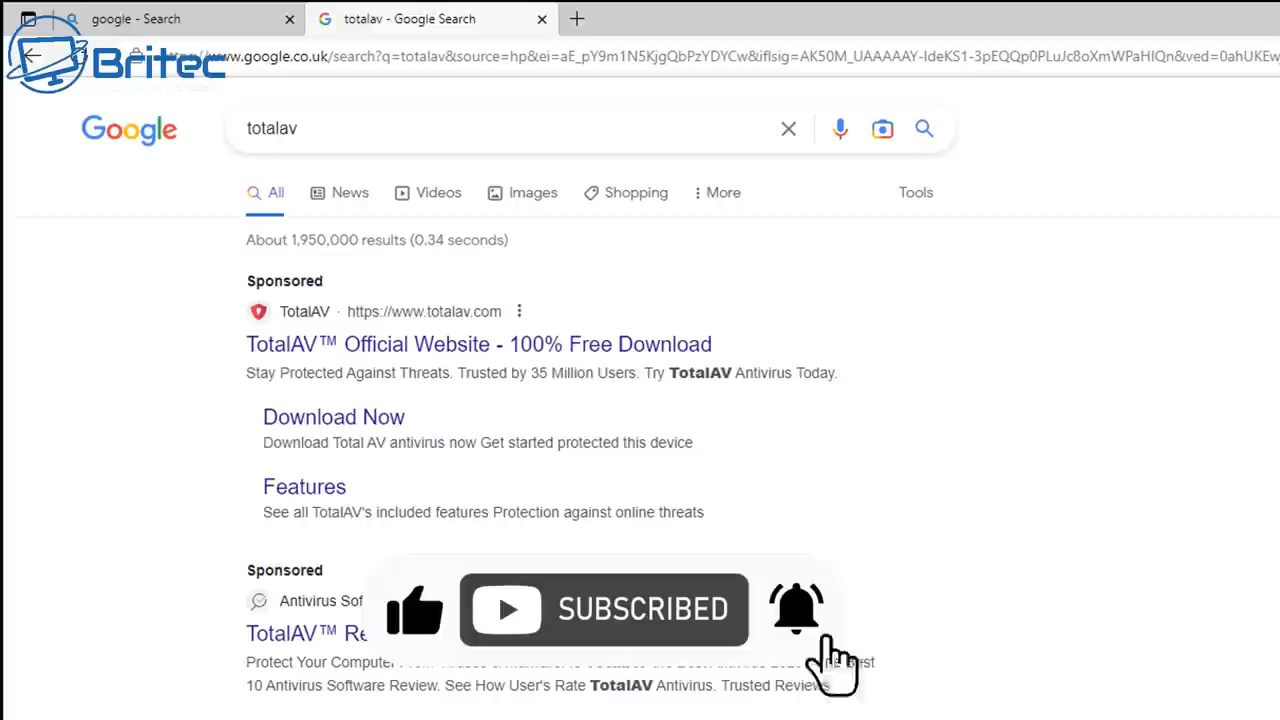 google - Search
totalav - Google Search
Britec
www.google.co.uk/search?q=totalav&source=hp&ei=aE_pY9m1N5KjgQbPzYDYCw&iflsig=AK50M_UAAAAAY-IdeKS1-3pEQQp0PLuJc8oXmWPaHIQn&ved=0ahUKEwj
Google
totalav
All
News
Videos
Images
Shopping
More
Tools
About 1,950,000 results (0.34 seconds)
Sponsored
TotalAV · https://www.totalav.com
TotalAV™ Official Website - 100% Free Download
Stay Protected Against Threats. Trusted by 35 Million Users. Try TotalAV Antivirus Today.
Download Now
Download Total AV antivirus now Get started protected this device
Features
See all TotalAV's included features Protection against online threats
Sponsored
Antivirus Sof
TotalAV™ Re
SUBSCRIBED
Protect Your Computer
10 Antivirus Software Review. See How User's Rate TotalAV Antivirus. Trusted Reviews